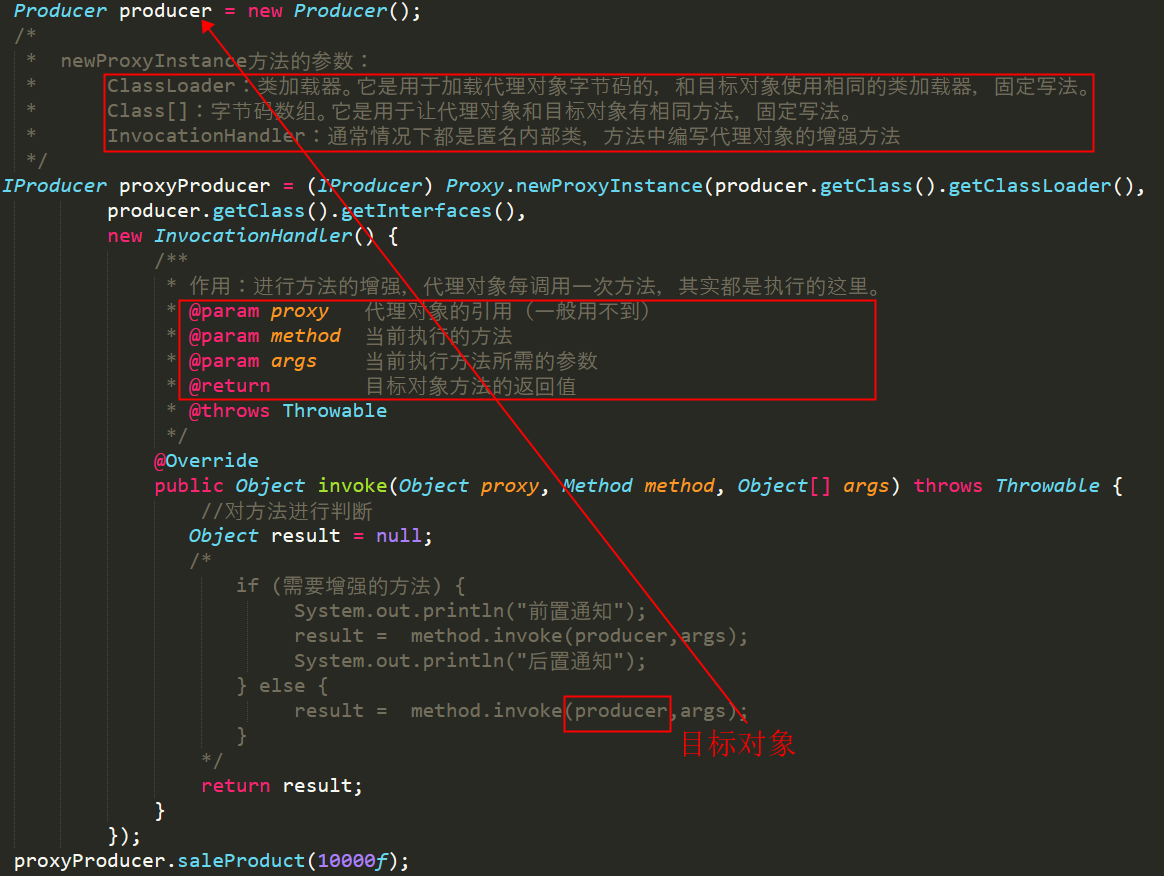 Producer producer = new Producer();
/*
 *  newProxyInstance方法的参数：
 *      ClassLoader：类加载器。它是用于加载代理对象字节码的，和目标对象使用相同的类加载器，固定写法。
 *      Class[]：字节码数组。它是用于让代理对象和目标对象有相同方法，固定写法。
 *      InvocationHandler：通常情况下都是匿名内部类，方法中编写代理对象的增强方法
 */
IProducer proxyProducer = (IProducer) Proxy.newProxyInstance(producer.getClass().getClassLoader(),
        producer.getClass().getInterfaces(),
        new InvocationHandler() {
            /**
             * 作用：进行方法的增强，代理对象每调用一次方法，其实都是执行的这里。
             * @param proxy   代理对象的引用（一般用不到）
             * @param method  当前执行的方法
             * @param args    当前执行方法所需的参数
             * @return        目标对象方法的返回值
             * @throws Throwable
             */
            @Override
            public Object invoke(Object proxy, Method method, Object[] args) throws Throwable {
                //对方法进行判断
               Object result = null;
               /*
                   if (需要增强的方法) {
                        System.out.println("前置通知");
                        result =  method.invoke(producer,args);
                        System.out.println("后置通知");
                   } else {
                        result =  method.invoke(producer,args);
                   }
                */
                return result;
            }
        });
proxyProducer.saleProduct(10000f);
目标对象